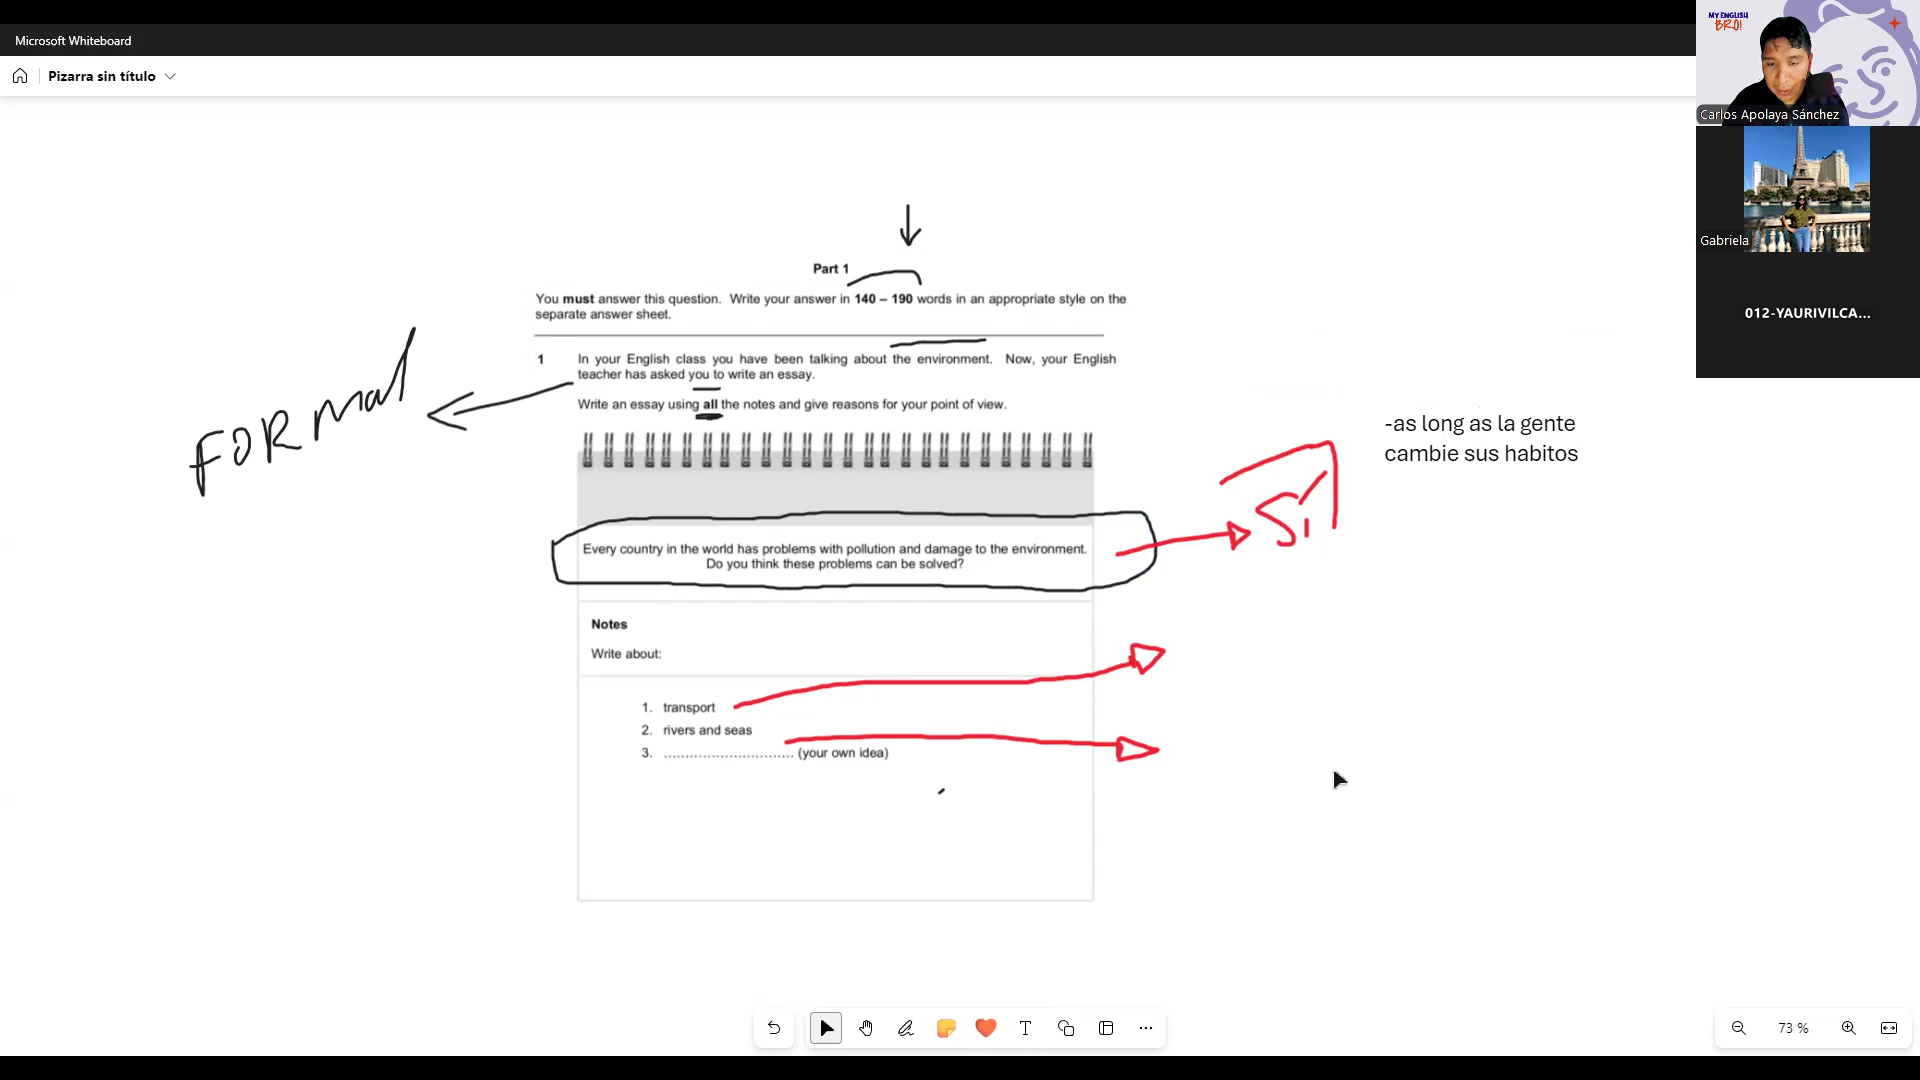 Microsoft Whiteboard
Pizarra sin título
MY ENGLISH
BRO!
Carlos Apolaya Sánchez
Gabriela
012-YAURIVILCA...
Part 1
You must answer this question. Write your answer in 140 – 190 words in an appropriate style on the
separate answer sheet.
1 In your English class you have been talking about the environment. Now, your English
teacher has asked you to write an essay.
Write an essay using all the notes and give reasons for your point of view.
FORmal
-as long as la gente
cambie sus habitos
Sí
Every country in the world has problems with pollution and damage to the environment.
Do you think these problems can be solved?
Notes
Write about:
1. transport
2. rivers and seas
3. .............................. (your own idea)
73 %